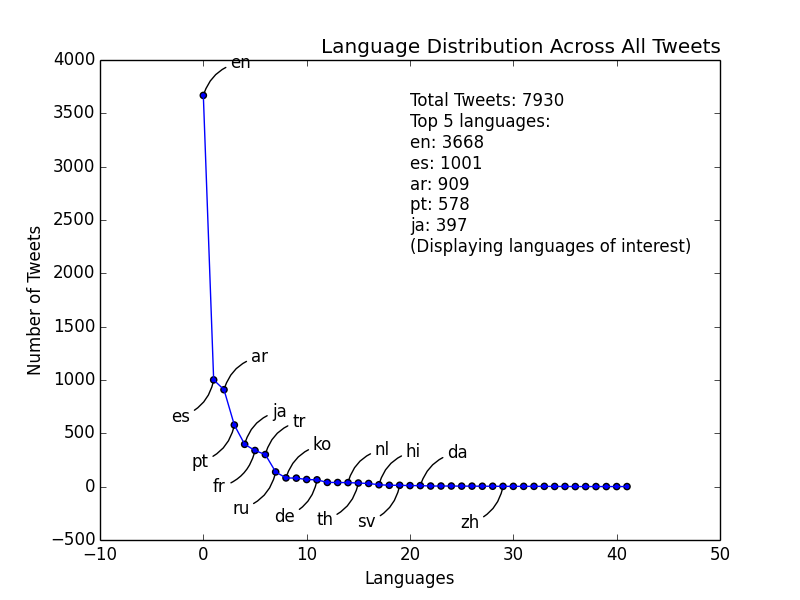 Language Distribution Across All Tweets
4000
3500
3000
2500
2000
1500
1000
500
0
−500
Number of Tweets
en
Total Tweets: 7930
Top 5 languages:
en: 3668
es: 1001
ar: 909
pt: 578
ja: 397
(Displaying languages of interest)
es
ar
pt
ja
fr
tr
ru
ko
de
nl
th
hi
sv
da
zh
−10 0 10 20 30 40 50
Languages